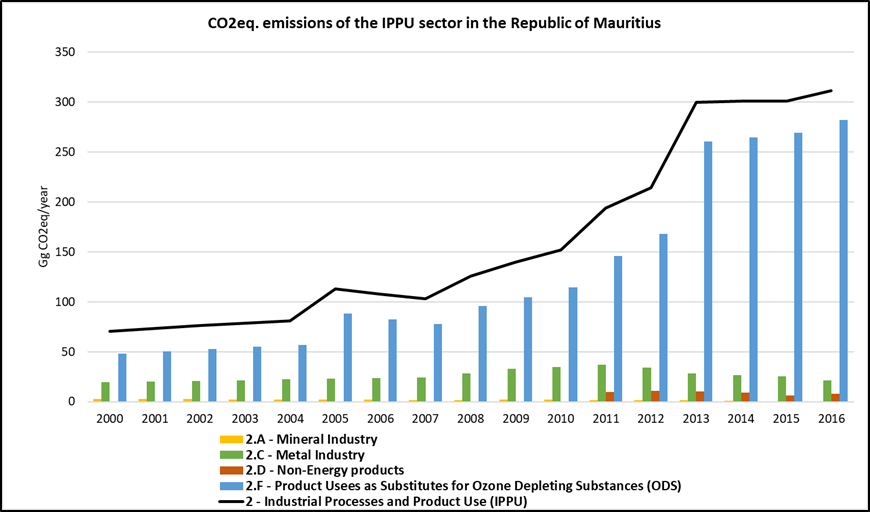 CO2eq. emissions of the IPPU sector in the Republic of Mauritius
350
300
250
200
150
100
50
0
Gg CO2eq/year
2000 2001 2002 2003 2004 2005 2006 2007 2008 2009 2010 2011 2012 2013 2014 2015 2016
2.A - Mineral Industry
2.C - Metal Industry
2.D - Non-Energy products
2.F - Product Usees as Substitutes for Ozone Depleting Substances (ODS)
2 - Industrial Processes and Product Use (IPPU)